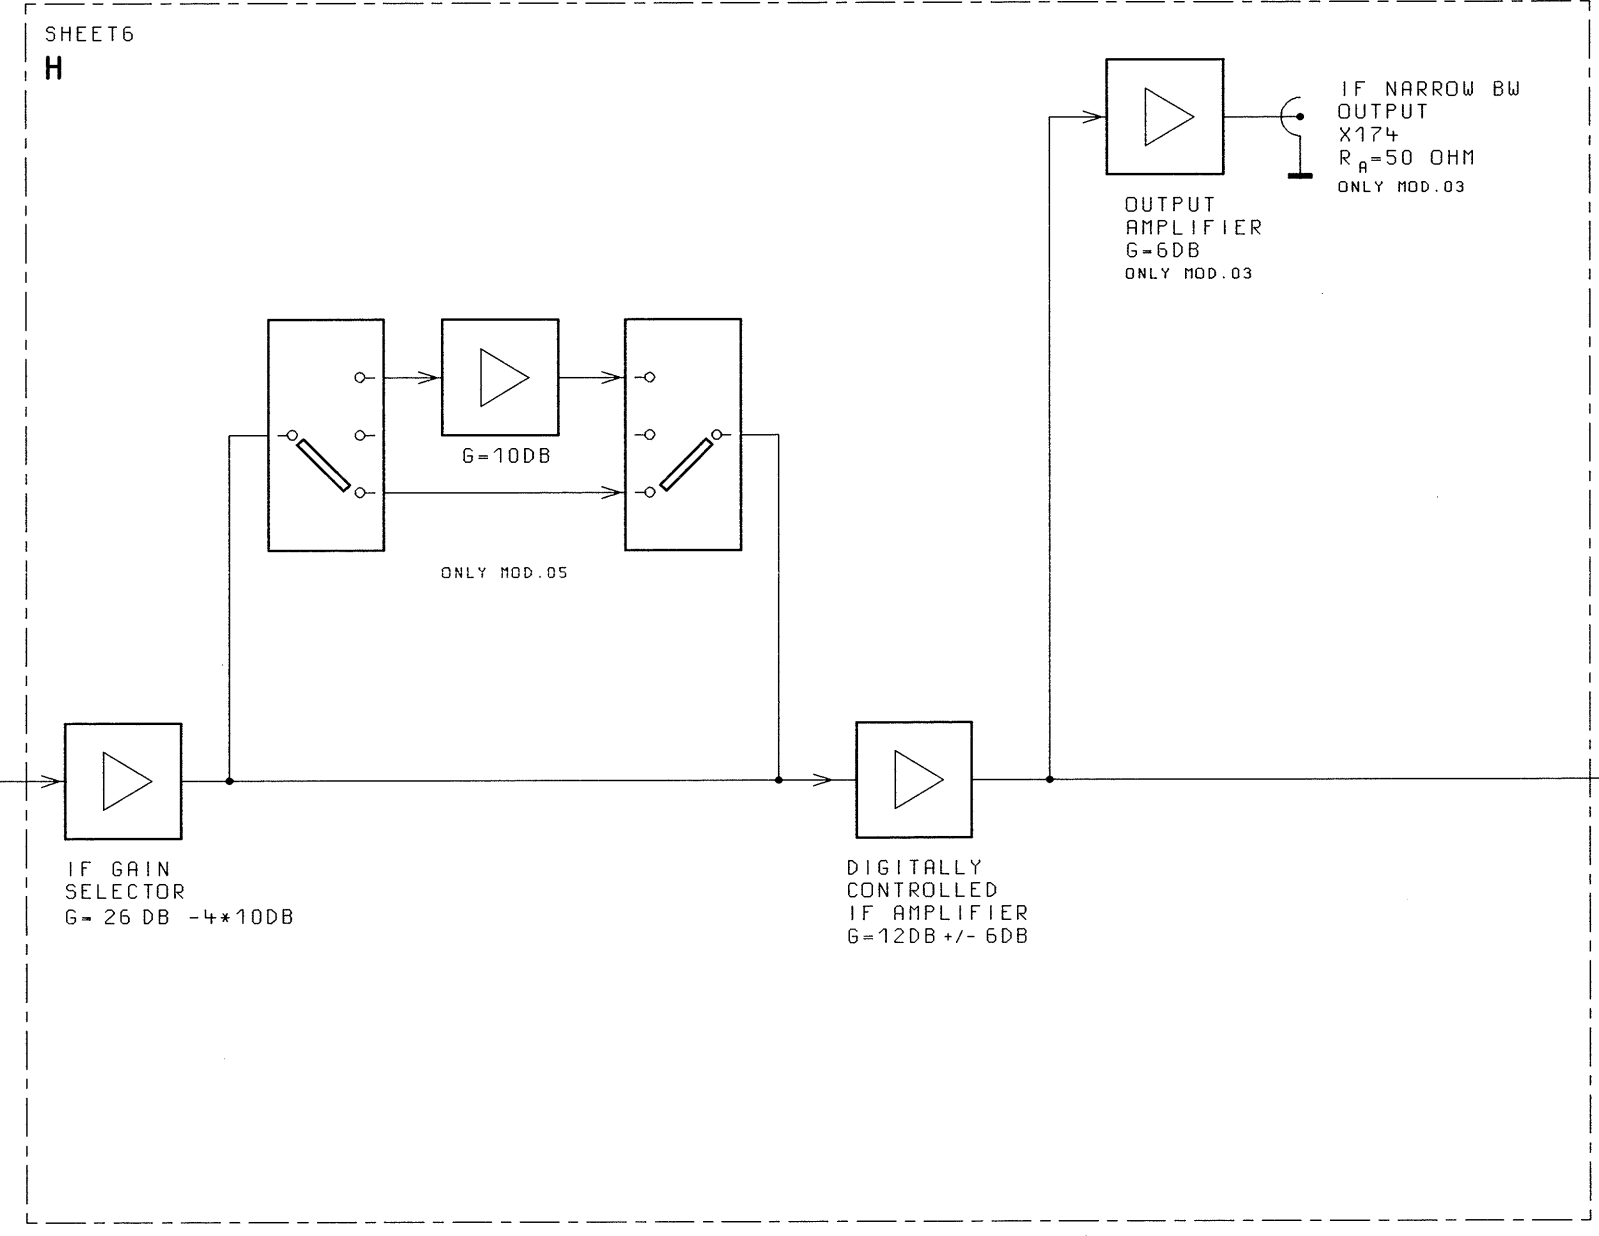 SHEET6
H
IF NARROW BW
OUTPUT
X174
R A=50 OHM
ONLY MOD.03
OUTPUT
AMPLIFIER
G=6DB
ONLY MOD.03
G=10DB
ONLY MOD.05
IF GAIN
SELECTOR
G= 26 DB -4*10DB
DIGITALLY
CONTROLLED
IF AMPLIFIER
G=12DB +/- 6DB